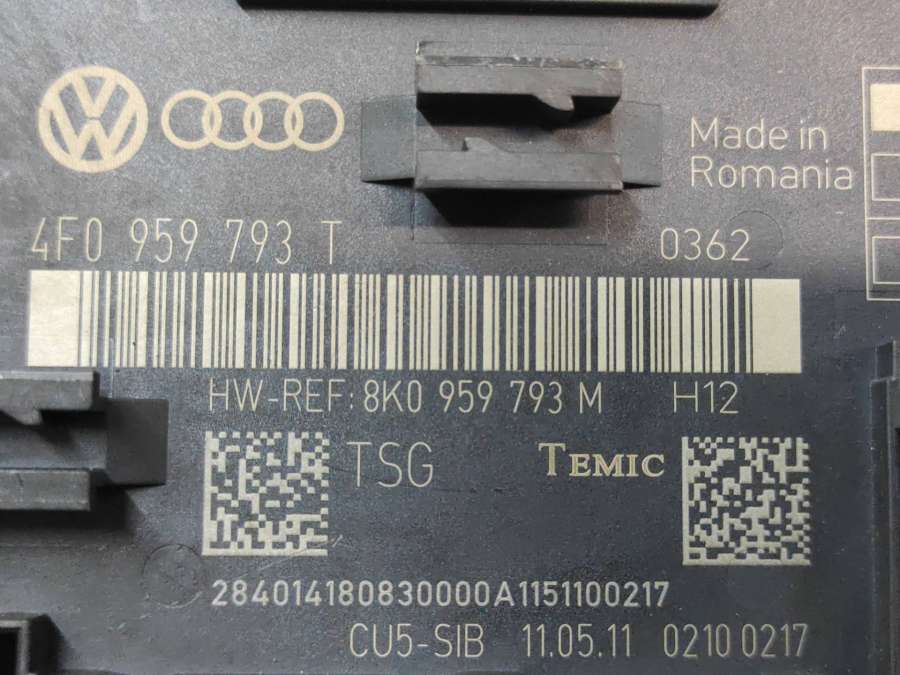 Made in
Romania
4F0 959 793 T 0362
HW-REF: 8K0 959 793 M H12
TSG TEMIC
284014180830000A1151100217
CU5-SIB 11.05.11 0210 0217